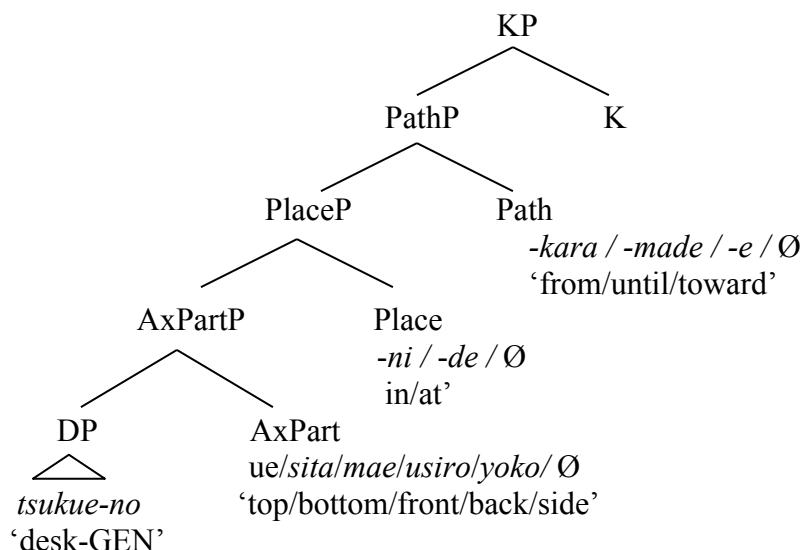 KP
PathP K
PlaceP Path
-kara / -made / -e / Ø
‘from/until/toward’
AxPartP Place
-ni / -de / Ø
in/at’
DP AxPart
ue/sita/mae/usiro/yoko/ Ø
tsukue-no ‘top/bottom/front/back/side’
‘desk-GEN’